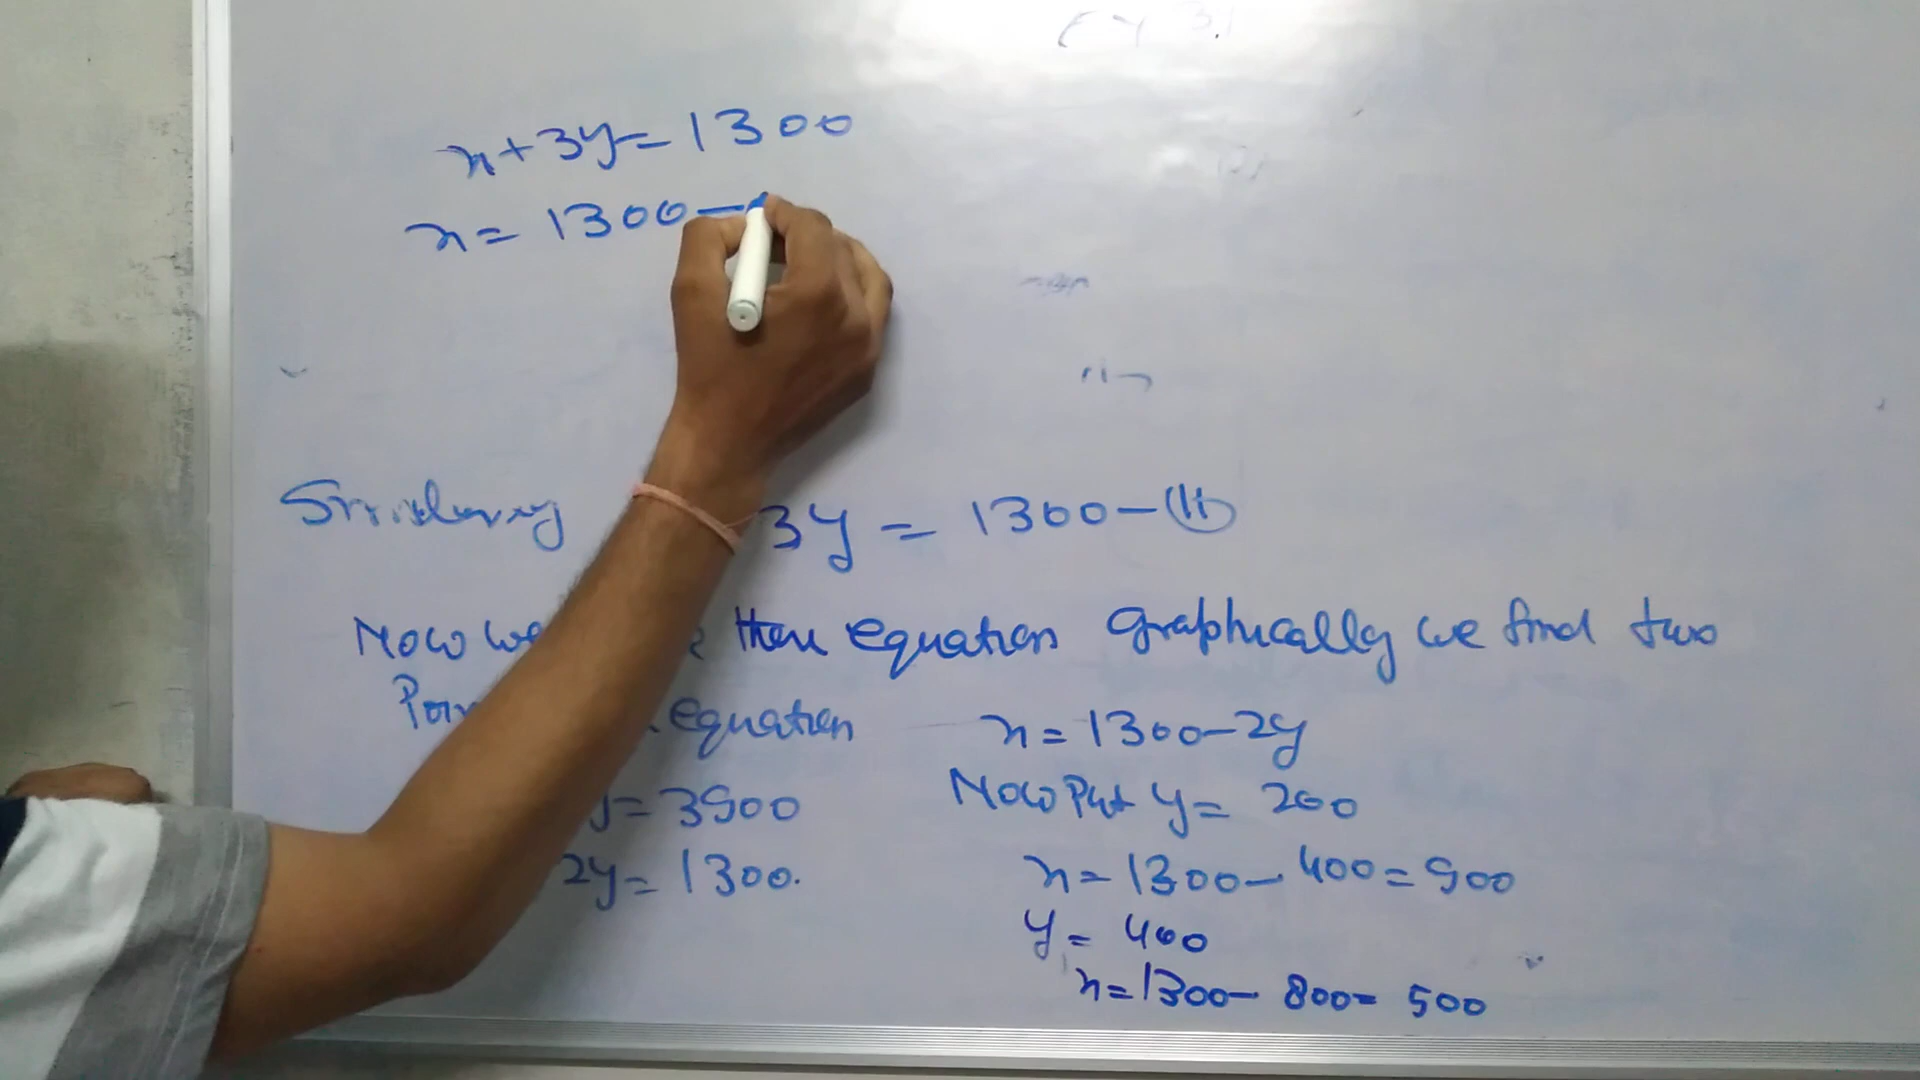 x+3y=1300
x= 1300-
Similarly 3y = 1300-(II)
Now we these equation graphically we find two
equation
x=1300-2y
y=3900
Now Put y= 200
2y=1300.
x=1300-400=900
y= 400
x=1300-800=500